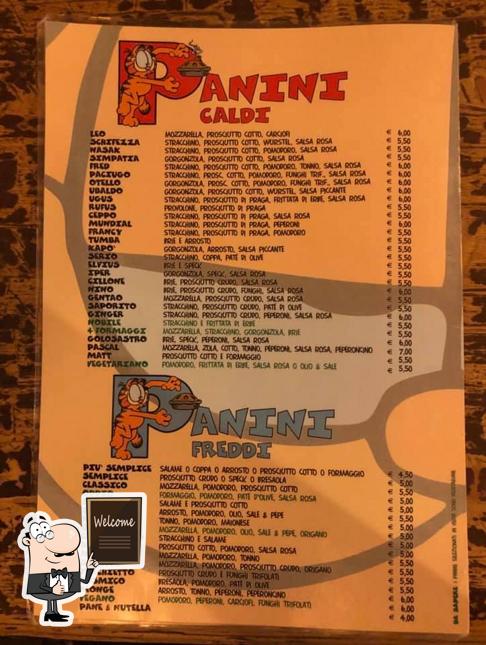 PANINI
CALDI
LEO MOZZARELLA, PROSCIUTTO COTTO, CARCIOFI € 6,00
SCHIFEZZA STRACCHINO, PROSCIUTTO COTTO, WURSTEL, SALSA ROSA € 5,50
WASAK STRACCHINO, PROSCIUTTO COTTO, POMODORO, SALSA ROSA € 5,50
SIMPATIA GORGONZOLA, PROSCIUTTO COTTO, SALSA ROSA € 5,50
FRED PROSCIUTTO COTTO, POMODORO, TONNO, SALSA ROSA € 6,00
PACIUGO STRACCHINO, PROSC. COTTO, POMODORO, FUNGHI TRIF., SALSA ROSA € 6,00
OTELLO GORGONZOLA, PROSC. COTTO, POMODORO, FUNGHI TRIF., SALSA ROSA € 6,00
UBALDO GORGONZOLA, PROSCIUTTO COTTO, WURSTEL, SALSA PICCANTE € 6,00
UGUS STRACCHINO, PROSCIUTTO DI PRAGA, FRITTATA DI ERBE, SALSA ROSA € 6,00
RUFUS PROVOLONE, PROSCIUTTO DI PRAGA € 5,50
GEPPO STRACCHINO, PROSCIUTTO DI PRAGA, SALSA ROSA € 5,50
MUNDIAL STRACCHINO, PROSCIUTTO DI PRAGA, PEPERONI € 6,00
FRANCY STRACCHINO, PROSCIUTTO DI PRAGA, POMODORO € 5,50
TUMBA BRIE E ARROSTO € 5,50
KAPO' GORGONZOLA, ARROSTO, SALSA PICCANTE € 5,50
SERIO STRACCHINO, COPPA, PATÈ DI OLIVE € 5,50
ELVIUS BRIE E SPECK € 5,50
IPER GORGONZOLA, SPECK, SALSA ROSA € 5,50
CILLONE BRIE, PROSCIUTTO CRUDO, SALSA ROSA € 5,50
NINO BRIE, PROSCIUTTO CRUDO, FUNGHI, SALSA ROSA € 6,00
GENTAO MOZZARELLA, PROSCIUTTO CRUDO, SALSA ROSA € 5,50
SAPORITO STRACCHINO, PROSCIUTTO CRUDO, PATÈ DI OLIVE € 5,50
GINGER STRACCHINO, PROSCIUTTO CRUDO, PEPERONI, SALSA ROSA € 6,00
NOBILE STRACCHINO E FRITTATA DI ERBE € 5,50
4 FORMAGGI MOZZARELLA, STRACCHINO, GORGONZOLA, BRIE € 5,50
GOLOSASTRO BRIE, SPECK, PEPERONI, SALSA ROSA € 6,00
PASCAL MOZZARELLA, ZOLA, COTTO, TONNO, PEPERONI, SALSA ROSA, PEPERONCINO € 7,00
MATT PROSCIUTTO COTTO E FORMAGGIO € 5,50
VEGETARIANO POMODORO, FRITTATA DI ERBE, SALSA ROSA O OLIO & SALE € 5,50
PANINI
FREDDI
PIU' SEMPLICE SALAME O COPPA O ARROSTO O PROSCIUTTO COTTO O FORMAGGIO € 4,50
SEMPLICE PROSCIUTTO CRUDO O SPECK O BRESAOLA € 5,00
CLASSICO MOZZARELLA, POMODORO, PROSCIUTTO COTTO € 5,50
FORMAGGIO, POMODORO, PATÈ D'OLIVE, SALSA ROSA € 5,50
SALAME E PROSCIUTTO COTTO € 5,50
ARROSTO, POMODORO, OLIO, SALE & PEPE € 5,00
TONNO, POMODORO, MAIONESE € 5,00
MOZZARELLA, POMODORO, OLIO, SALE & PEPE, ORIGANO € 5,00
STRACCHINO E SALAME € 5,00
PROSCIUTTO COTTO, POMODORO, SALSA ROSA € 5,50
MOZZARELLA, POMODORO, TONNO € 5,50
MOZZARELLA, POMODORO, PROSCIUTTO CRUDO, ORIGANO € 5,50
PROSCIUTTO CRUDO E FUNGHI TRIFOLATI € 5,50
BRESAOLA, POMODORO, PATÈ DI OLIVE € 5,50
ARROSTO, TONNO, PEPERONI, PEPERONCINO € 6,00
POMODORO, PEPERONI, CARCIOFI, FUNGHI TRIFOLATI € 6,00
PANE & NUTELLA € 4,00
Welcome